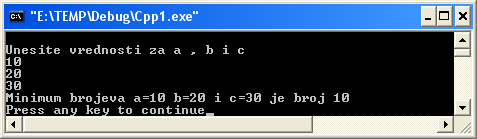 "E:\TEMP\Debug\Cpp1.exe"
Unesite vrednosti za a , b i c
10
20
30
Minimum brojeva a=10 b=20 i c=30 je broj 10
Press any key to continue_